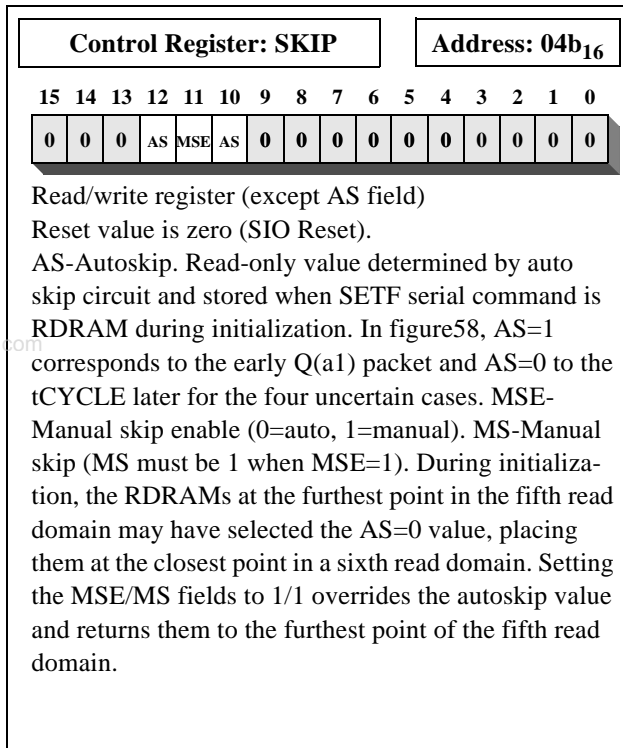 Control Register: SKIP
Address: 04b16
15 14 13 12 11 10 9 8 7 6 5 4 3 2 1 0
0 0 0 AS MSE AS 0 0 0 0 0 0 0 0 0 0
Read/write register (except AS field)
Reset value is zero (SIO Reset).
AS-Autoskip. Read-only value determined by auto
skip circuit and stored when SETF serial command is
RDRAM during initialization. In figure58, AS=1
com
corresponds to the early Q(a1) packet and AS=0 to the
tCYCLE later for the four uncertain cases. MSE-
Manual skip enable (0=auto, 1=manual). MS-Manual
skip (MS must be 1 when MSE=1). During initializa-
tion, the RDRAMs at the furthest point in the fifth read
domain may have selected the AS=0 value, placing
them at the closest point in a sixth read domain. Setting
the MSE/MS fields to 1/1 overrides the autoskip value
and returns them to the furthest point of the fifth read
domain.